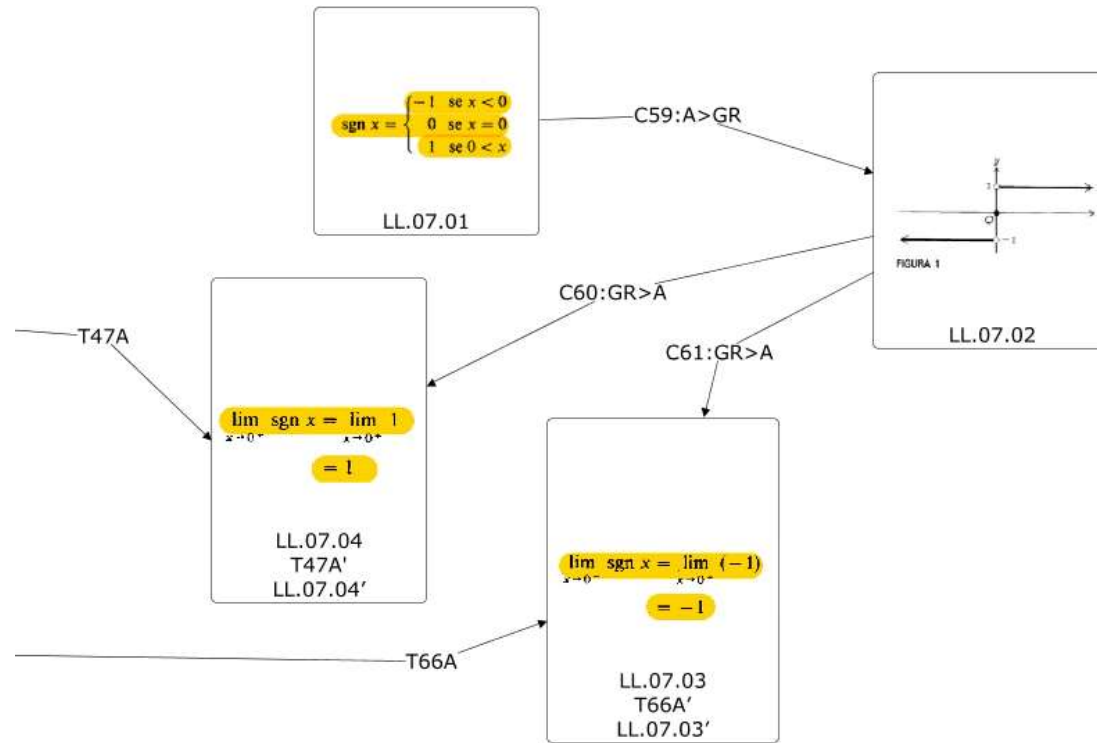 sgn x = { -1 se x < 0
0 se x = 0
1 se 0 < x
LL.07.01
C59:A>GR
y
1
O
-1
FIGURA 1
LL.07.02
C60:GR>A
C61:GR>A
T47A
lim sgn x = lim 1
x→0⁺ x→0⁺
= 1
LL.07.04
T47A'
LL.07.04′
lim sgn x = lim (−1)
x→0⁻
= −1
T66A
LL.07.03
T66A′
LL.07.03′